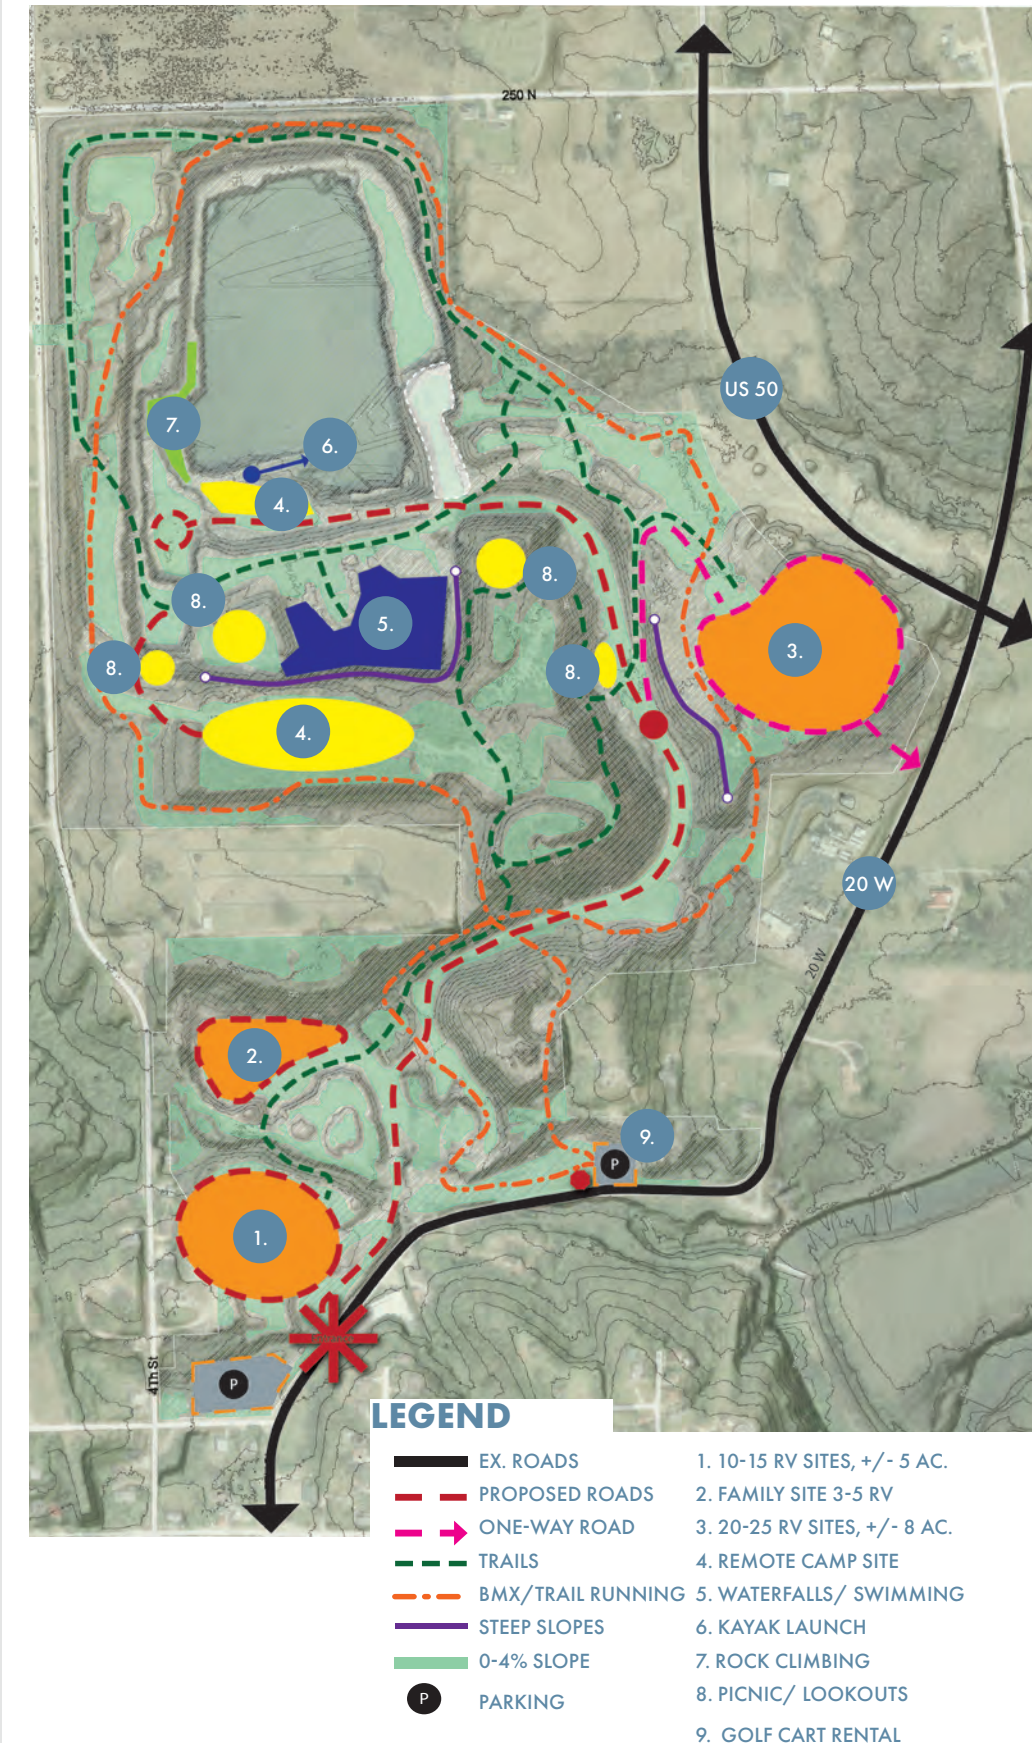 250 N
US 50
7.
6.
4.
8.
8.
5.
3.
8.
8.
4.
20 W
20 W
2.
9.
P
1.
4Th St
P
LEGEND
EX. ROADS
PROPOSED ROADS
ONE-WAY ROAD
TRAILS
BMX/TRAIL RUNNING
STEEP SLOPES
0-4% SLOPE
P PARKING
1. 10-15 RV SITES, +/- 5 AC.
2. FAMILY SITE 3-5 RV
3. 20-25 RV SITES, +/- 8 AC.
4. REMOTE CAMP SITE
5. WATERFALLS/ SWIMMING
6. KAYAK LAUNCH
7. ROCK CLIMBING
8. PICNIC/ LOOKOUTS
9. GOLF CART RENTAL